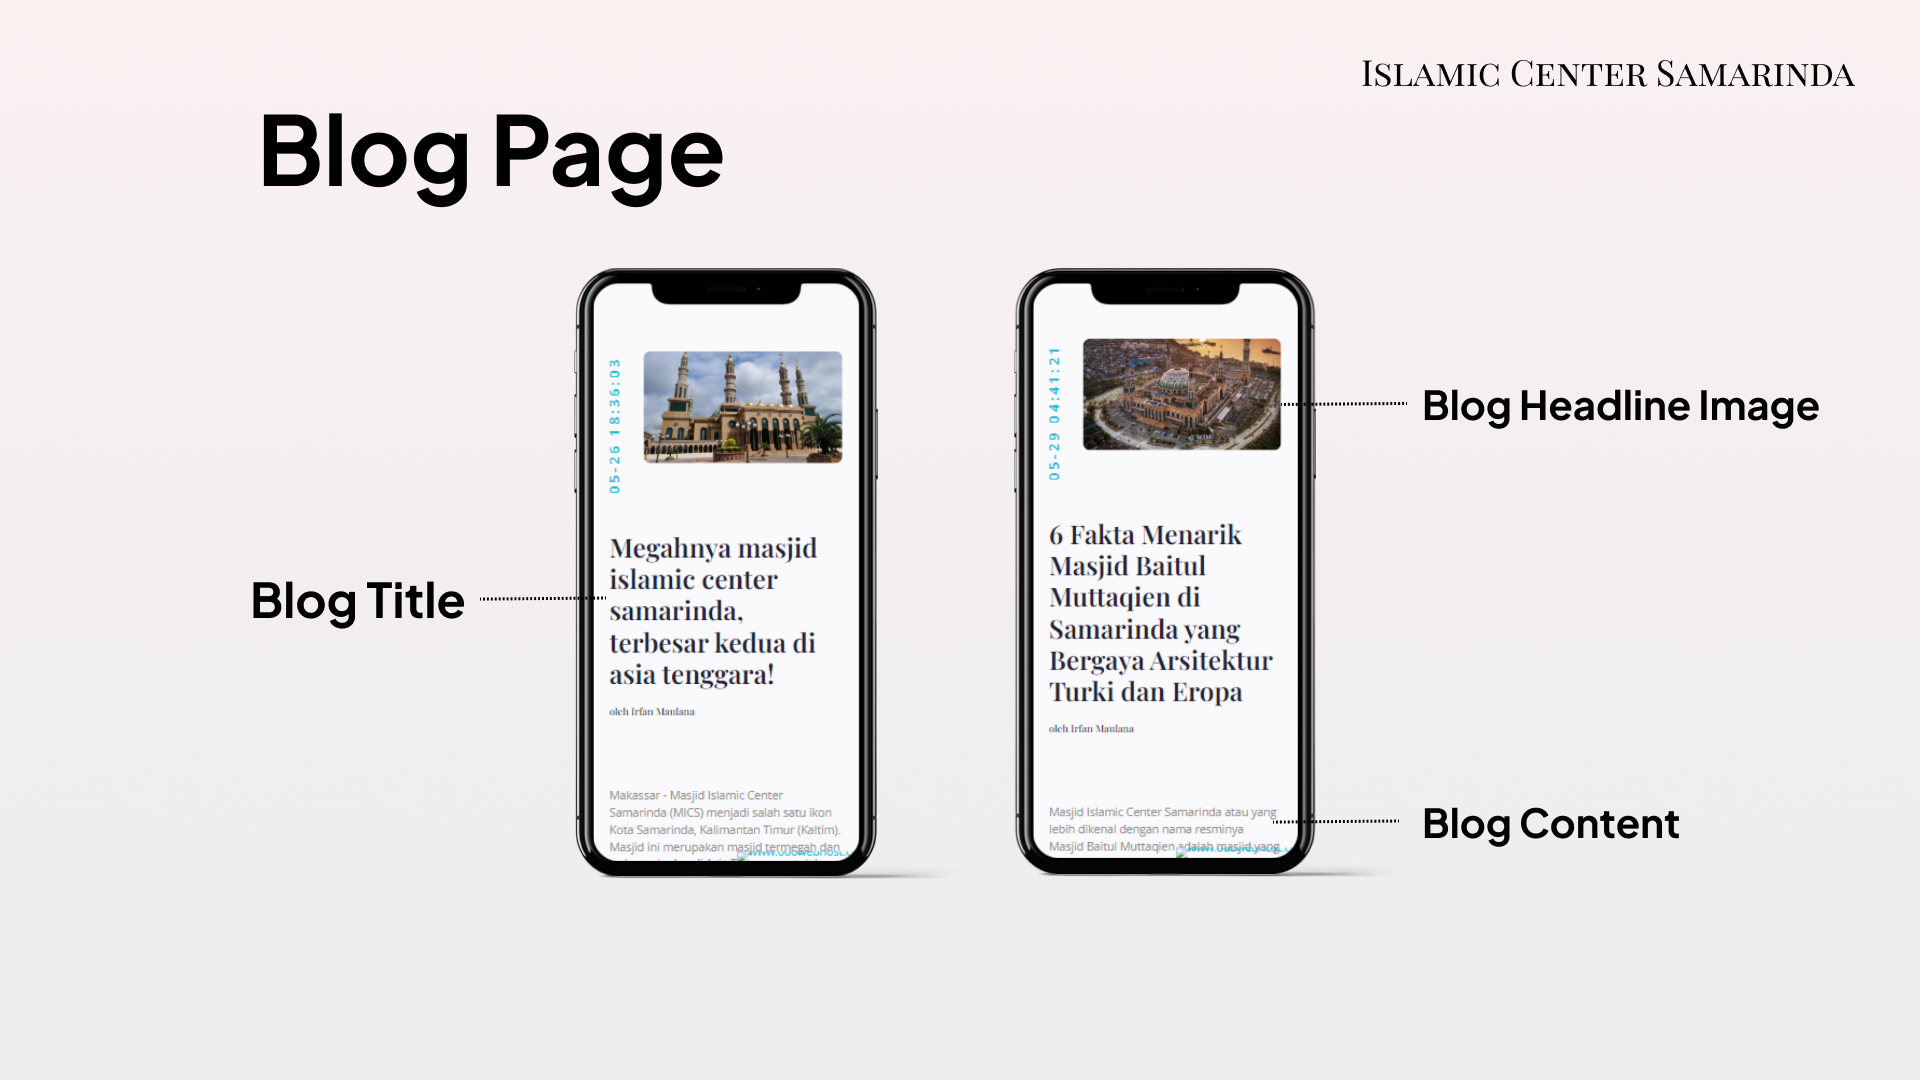 ISLAMIC CENTER SAMARINDA
Blog Page
05-26 18:36:03
Megahnya masjid
islamic center
samarinda,
terbesar kedua di
asia tenggara!
oleh Irfan Maulana
Makassar - Masjid Islamic Center
Samarinda (MICS) menjadi salah satu ikon
Kota Samarinda, Kalimantan Timur (Kaltim).
Masjid ini merupakan masjid termegah dan
Blog Title
05-29 04:41:21
6 Fakta Menarik
Masjid Baitul
Muttaqien di
Samarinda yang
Bergaya Arsitektur
Turki dan Eropa
oleh Irfan Maulana
Masjid Islamic Center Samarinda atau yang
lebih dikenal dengan nama resminya
Masjid Baitul Muttaqien adalah masjid yang
Blog Headline Image
Blog Content